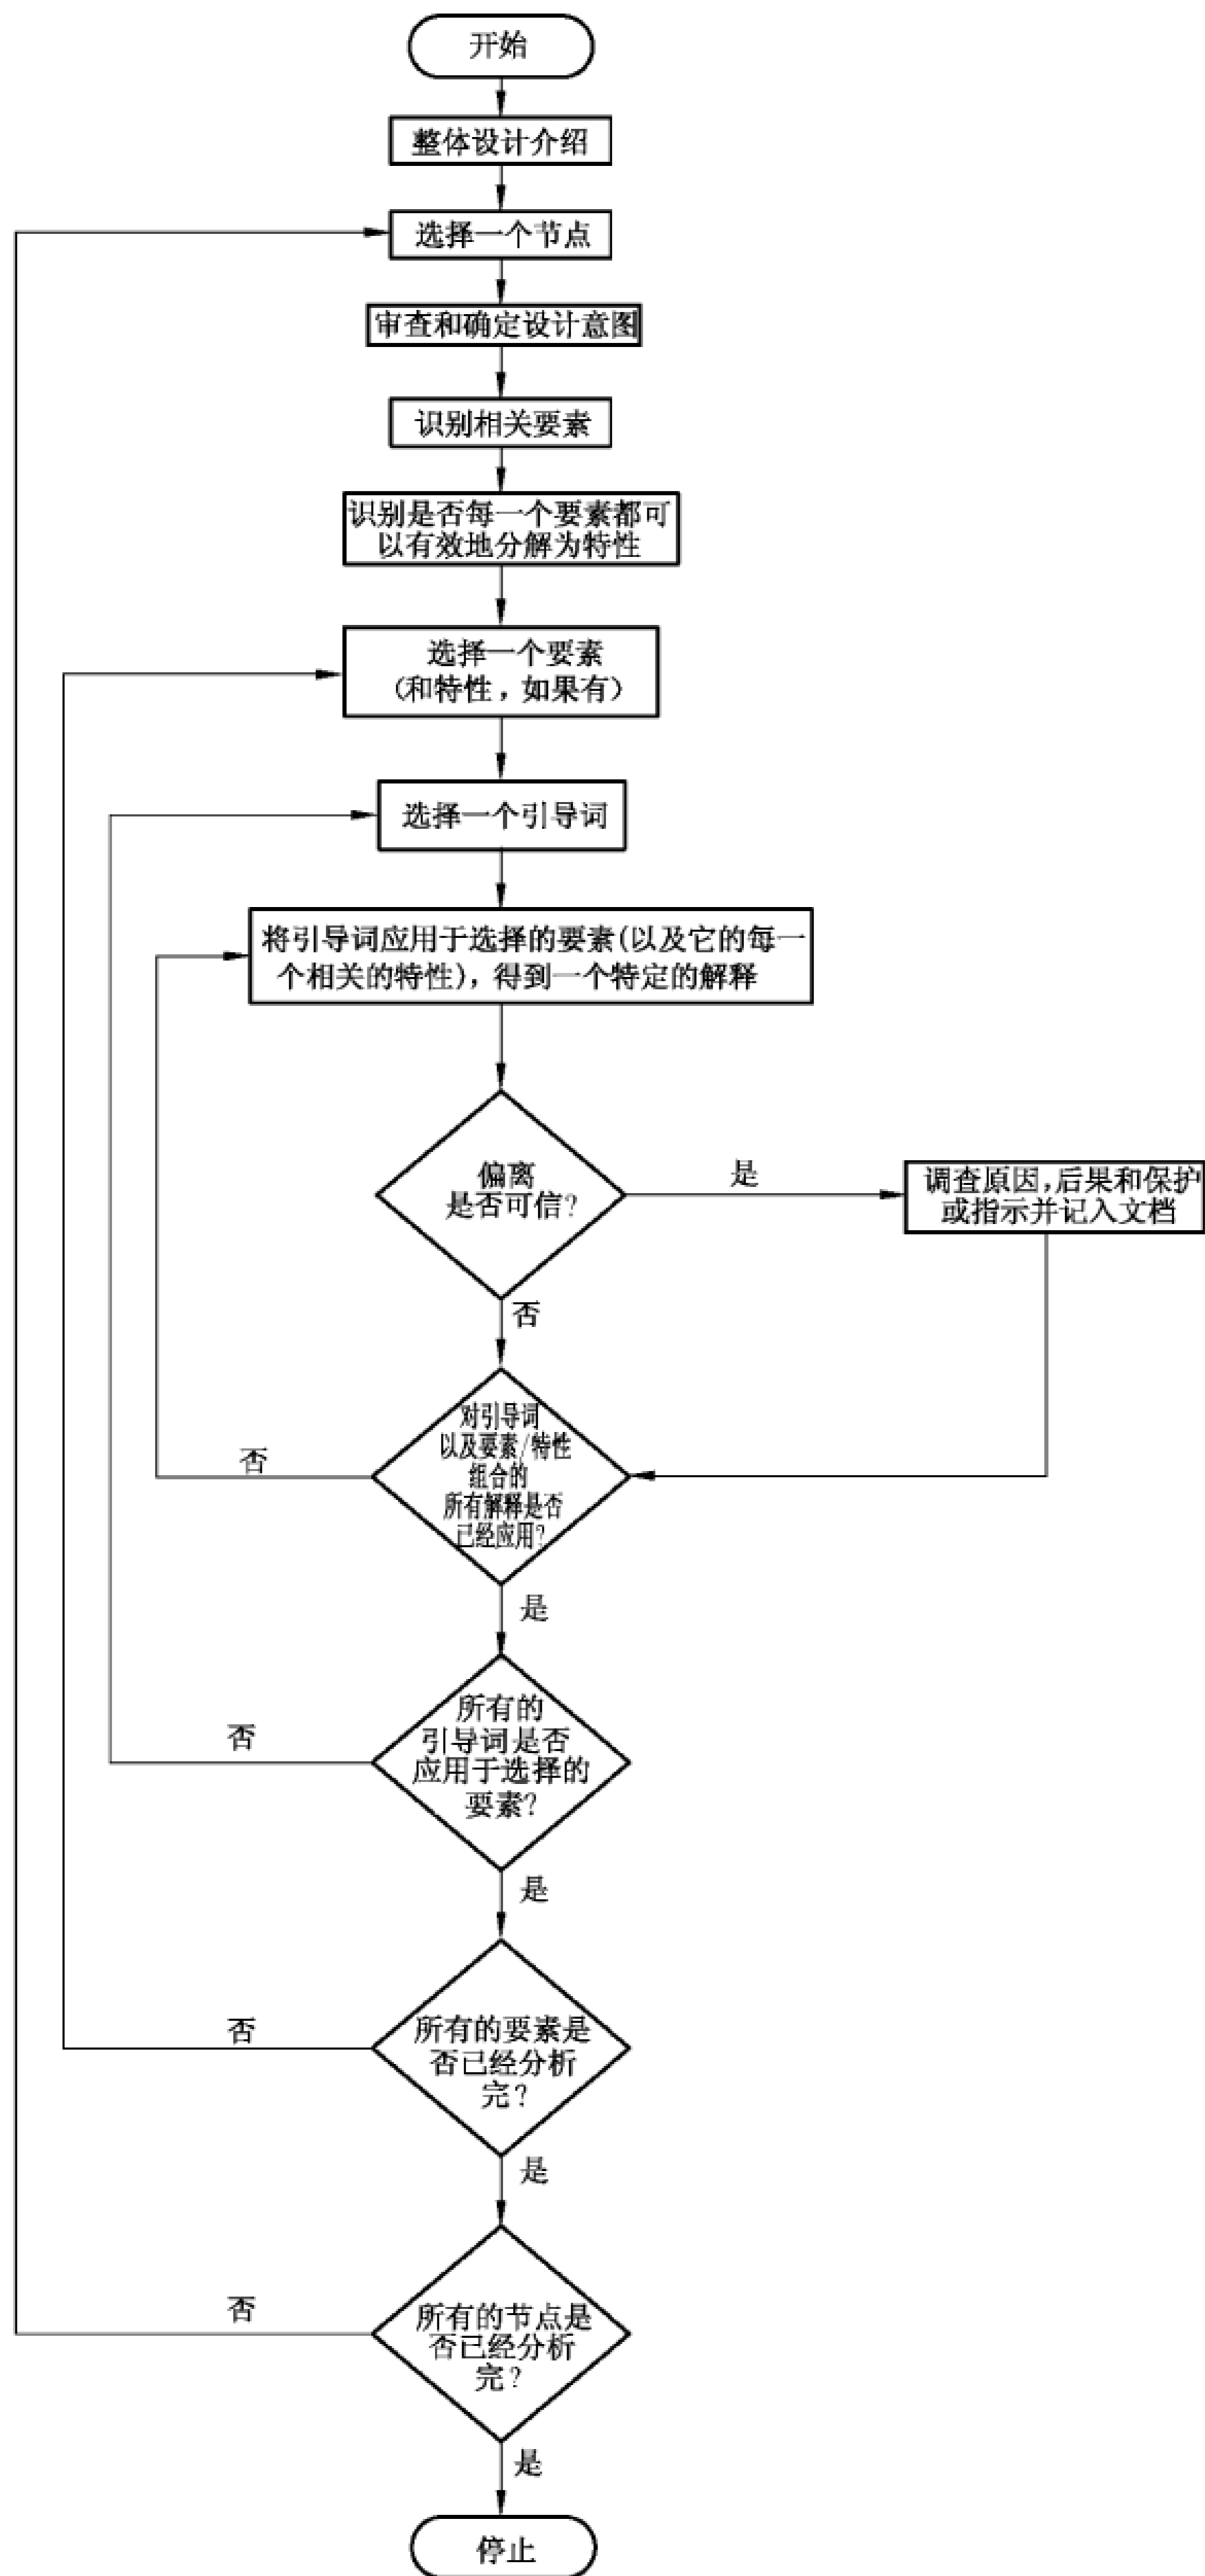 开始
整体设计介绍
选择一个节点
审查和确定设计意图
识别相关要素
识别是否每一个要素都可
以有效地分解为特性
选择一个要素
(和特性,如果有)
选择一个引导词
将引导词应用于选择的要素(以及它的每一
个相关的特性),得到一个特定的解释
偏离
是否可信?
是
调查原因,后果和保护
或指示并记入文档
否
对引导词
以及要素/特性
组合的
所有解释是否
已经应用?
否
是
所有的
引导词是否
应用于选择的
要素?
否
是
所有的要素是
否已经分析
完?
否
是
所有的节点是
否已经分析
完?
否
是
停止